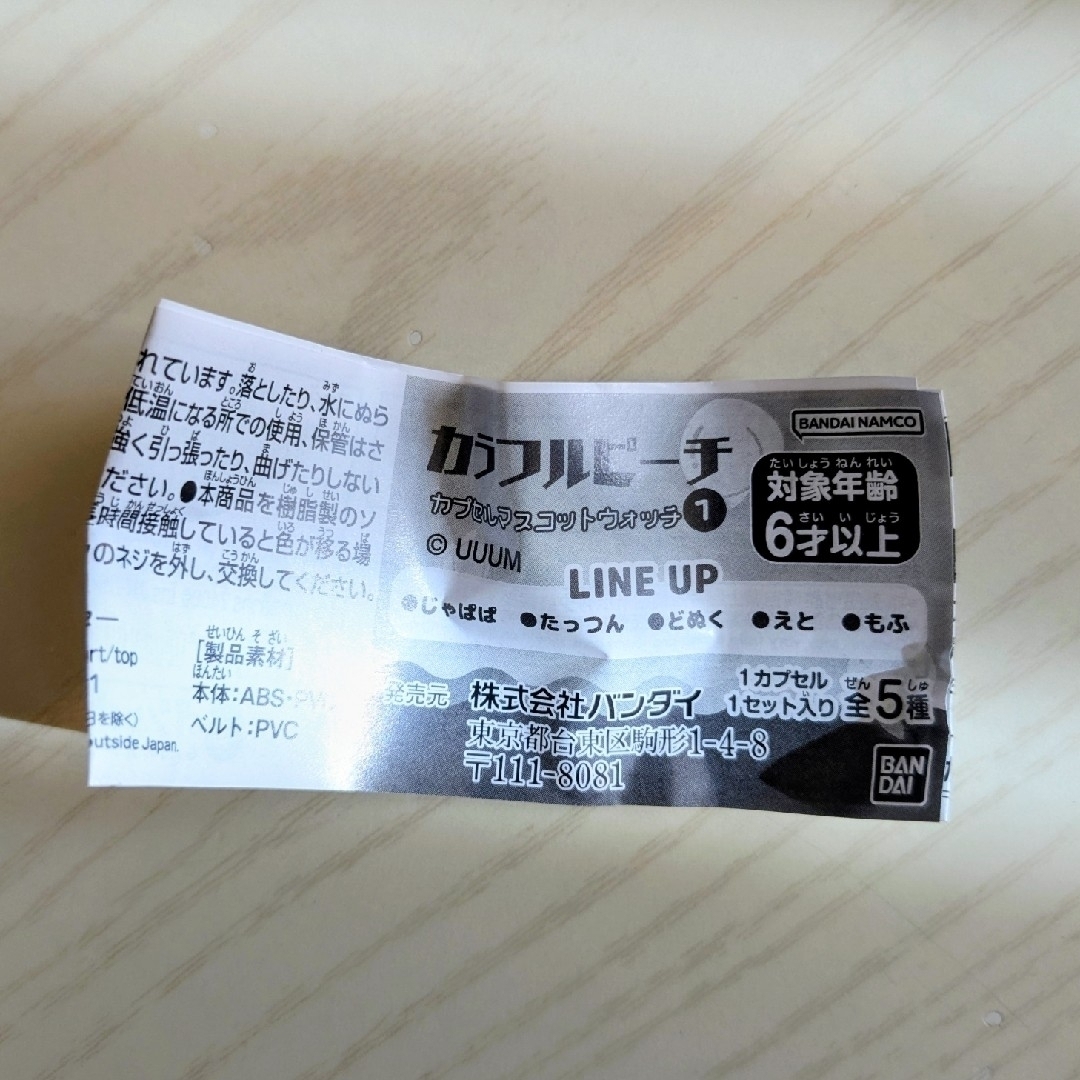 れています。落としたり、水にぬら
低温になる所での使用、保管はさ
強く引っ張ったり、曲げたりしない
ださい。●本商品を樹脂製のソ
時間接触していると色が移る場
のネジを外し、交換してください。
rt/top
[製品素材]
本体:ABS・
ベルト:PVC
を除く)
outside Japan.
カラフルピーチ
カプセルマスコットウォッチ1
© UUUM
BANDAI NAMCO
対象年齢
6才以上
LINE UP
●じゃぱぱ ●たっつん ●どぬく ●えと ●もふ
発売元 株式会社バンダイ
東京都台東区駒形1-4-8
〒111-8081
1カプセル
1セット入り 全5種
BAN
DAI